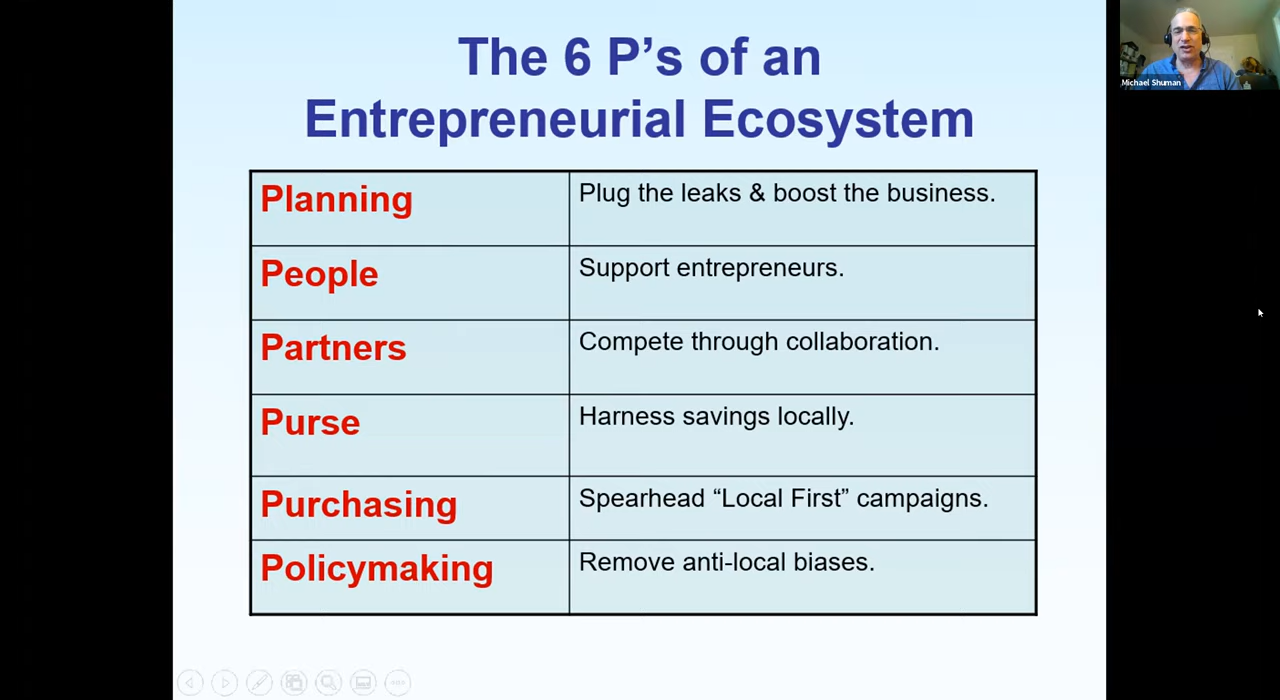 The 6 P’s of an
Entrepreneurial Ecosystem
Planning
Plug the leaks & boost the business.
People
Support entrepreneurs.
Partners
Compete through collaboration.
Purse
Harness savings locally.
Purchasing
Spearhead “Local First” campaigns.
Policymaking
Remove anti-local biases.
Michael Shuman